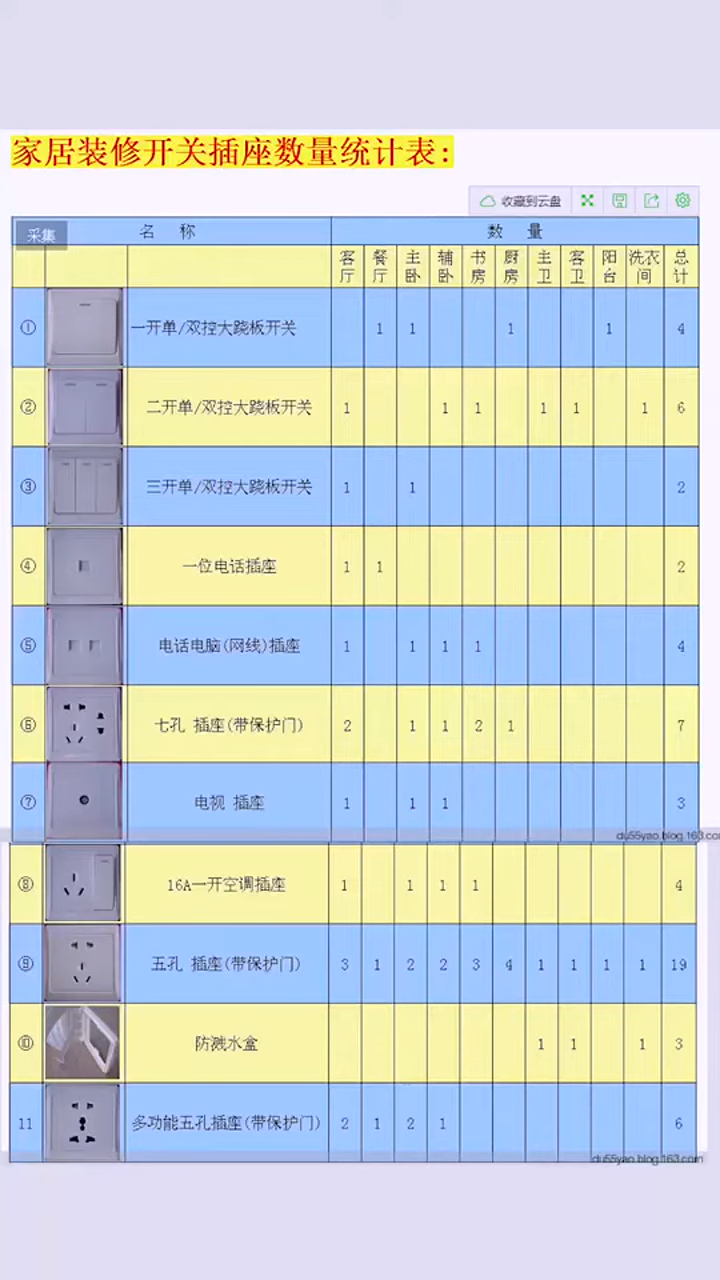 家居装修开关插座数量统计表:
收藏到云盘
采集
名 称 数 量
客厅 餐厅 主卧 辅卧 书房 厨房 主卫 客卫 阳台 洗衣间 总计
① 一开单/双控大跷板开关 1 1 1 1 4
② 二开单/双控大跷板开关 1 1 1 1 1 1 6
③ 三开单/双控大跷板开关 1 1 2
④ 一位电话插座 1 1 2
⑤ 电话电脑(网线)插座 1 1 1 1 4
⑥ 七孔 插座(带保护门) 2 1 1 2 1 7
⑦ 电视 插座 1 1 1 3
du55yao.blog.163.com
⑧ 16A一开空调插座 1 1 1 1 4
⑨ 五孔 插座(带保护门) 3 1 2 2 3 4 1 1 1 1 19
⑩ 防溅水盒 1 1 1 3
11 多功能五孔插座(带保护门) 2 1 2 1 6
du55yao.blog.163.com